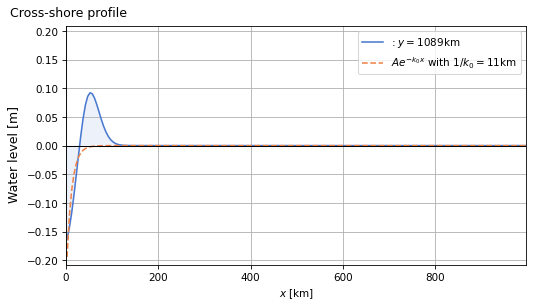 Cross-shore profile
0.20
0.15
0.10
0.05
0.00
−0.05
−0.10
−0.15
−0.20
Water level [m]
: y = 1089km
Ae^{-k_0x} with 1/k_0 = 11km
0 200 400 600 800
x [km]